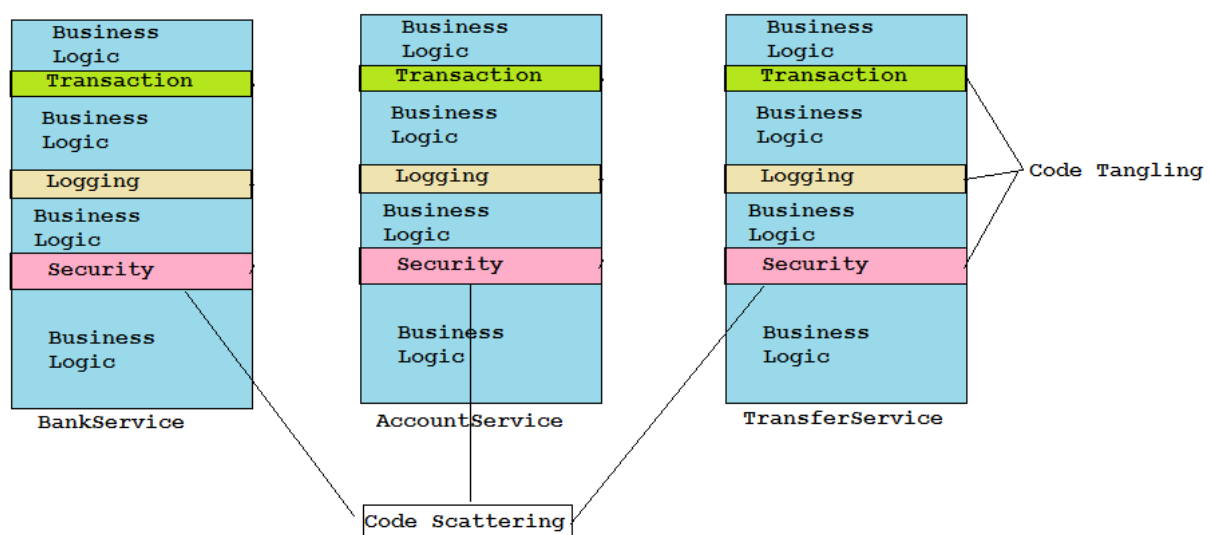 Business
Logic
Transaction
Business
Logic
Logging
Business
Logic
Security
Business
Logic
BankService
Business
Logic
Transaction
Business
Logic
Logging
Business
Logic
Security
Business
Logic
AccountService
Business
Logic
Transaction
Business
Logic
Logging
Business
Logic
Security
Business
Logic
TransferService
Code Tangling
Code Scattering